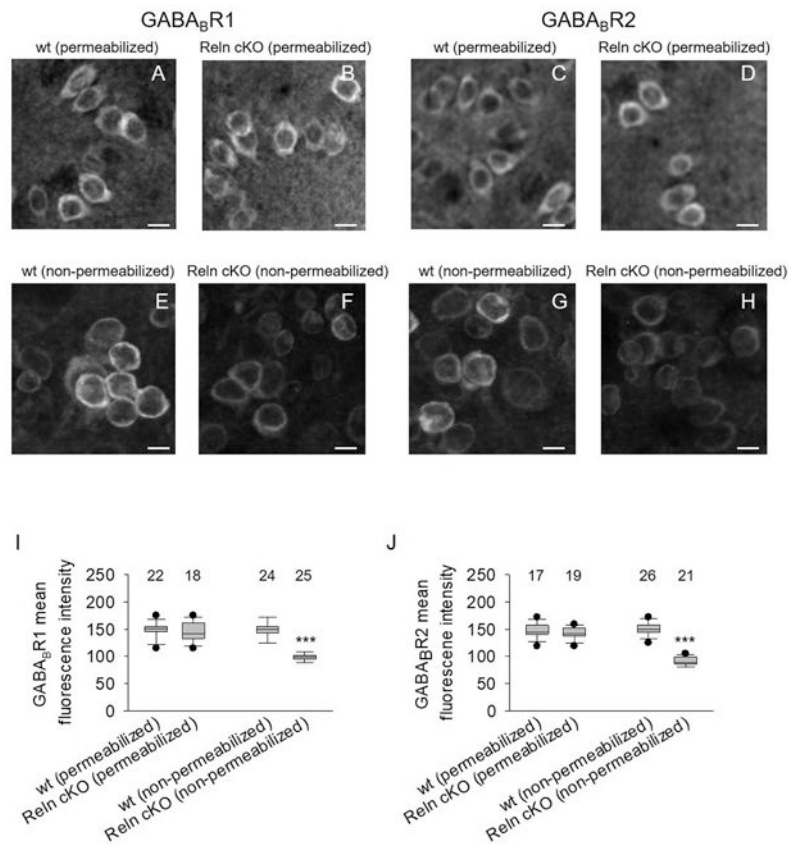 GABABR1
GABABR2
wt (permeabilized)
Reln cKO (permeabilized)
wt (permeabilized)
Reln cKO (permeabilized)
A
B
C
D
wt (non-permeabilized)
Reln cKO (non-permeabilized)
wt (non-permeabilized)
Reln cKO (non-permeabilized)
E
F
G
H
I
22
18
24
25
250
200
150
100
50
0
***
GABABR1 mean
fluorescence intensity
wt (permeabilized)
Reln cKO (permeabilized)
wt (non-permeabilized)
Reln cKO (non-permeabilized)
J
17
19
26
21
250
200
150
100
50
0
***
GABABR2 mean
fluoresciene intensity
wt (permeabilized)
Reln cKO (permeabilized)
wt (non-permeabilized)
Reln cKO (non-permeabilized)